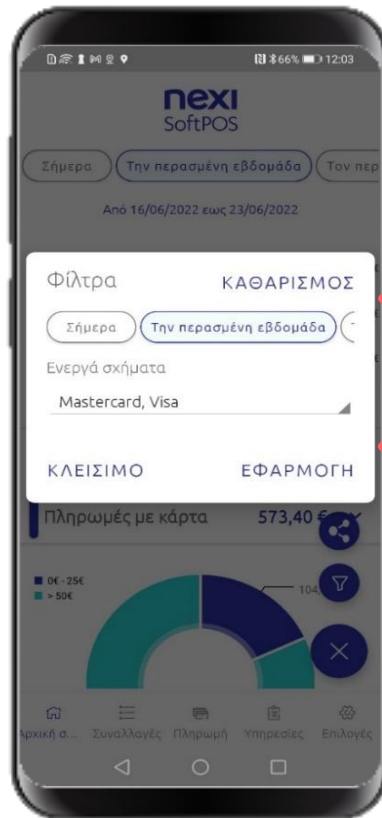 66% 12:03
nexi
SoftPOS
Σήμερα Την περασμένη εβδομάδα Τον περ
Από 16/06/2022 εως 23/06/2022
Φίλτρα ΚΑΘΑΡΙΣΜΟΣ
Σήμερα Την περασμένη εβδομάδα
Ενεργά σχήματα
Mastercard, Visa
ΚΛΕΙΣΙΜΟ ΕΦΑΡΜΟΓΗ
Πληρωμές με κάρτα 573,40 €
0€ - 25€
> 50€
104,
Αρχική σ... Συναλλαγές Πληρωμή Υπηρεσίες Επιλογές